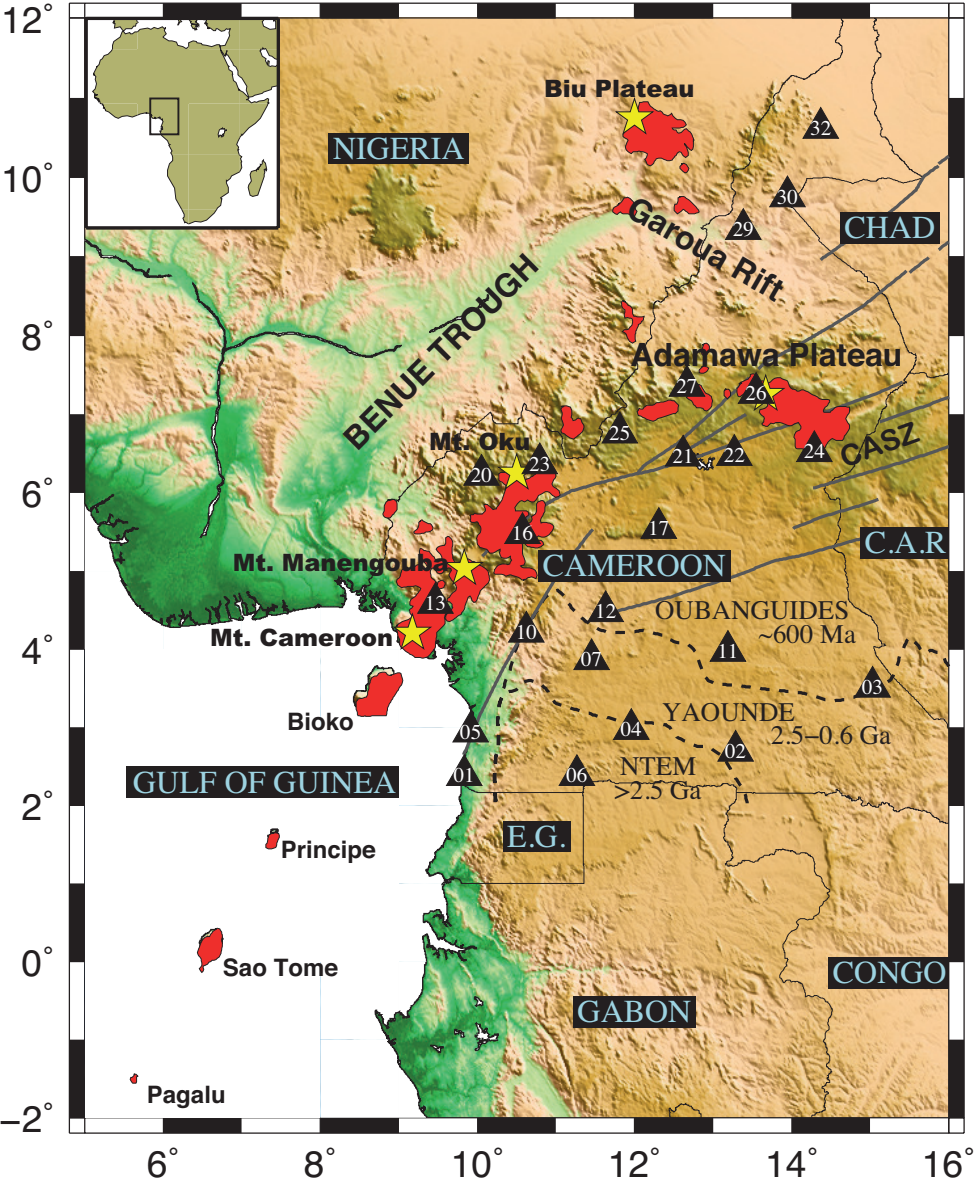 12°
10°
8°
6°
4°
2°
0°
−2°
6°
8°
10°
12°
14°
16°
Biu Plateau
NIGERIA
32
30
29
CHAD
Garoua Rift
BENUE TROUGH
Adamawa Plateau
27
26
25
Mt. Oku
20
23
21
22
24
CASZ
16
17
C.A.R
Mt. Manengouba
CAMEROON
13
12
OUBANGUIDES
~600 Ma
Mt. Cameroon
10
11
07
03
Bioko
05
04
YAOUNDE
2.5−0.6 Ga
02
01
06
NTEM
>2.5 Ga
GULF OF GUINEA
E.G.
Principe
Sao Tome
CONGO
GABON
Pagalu